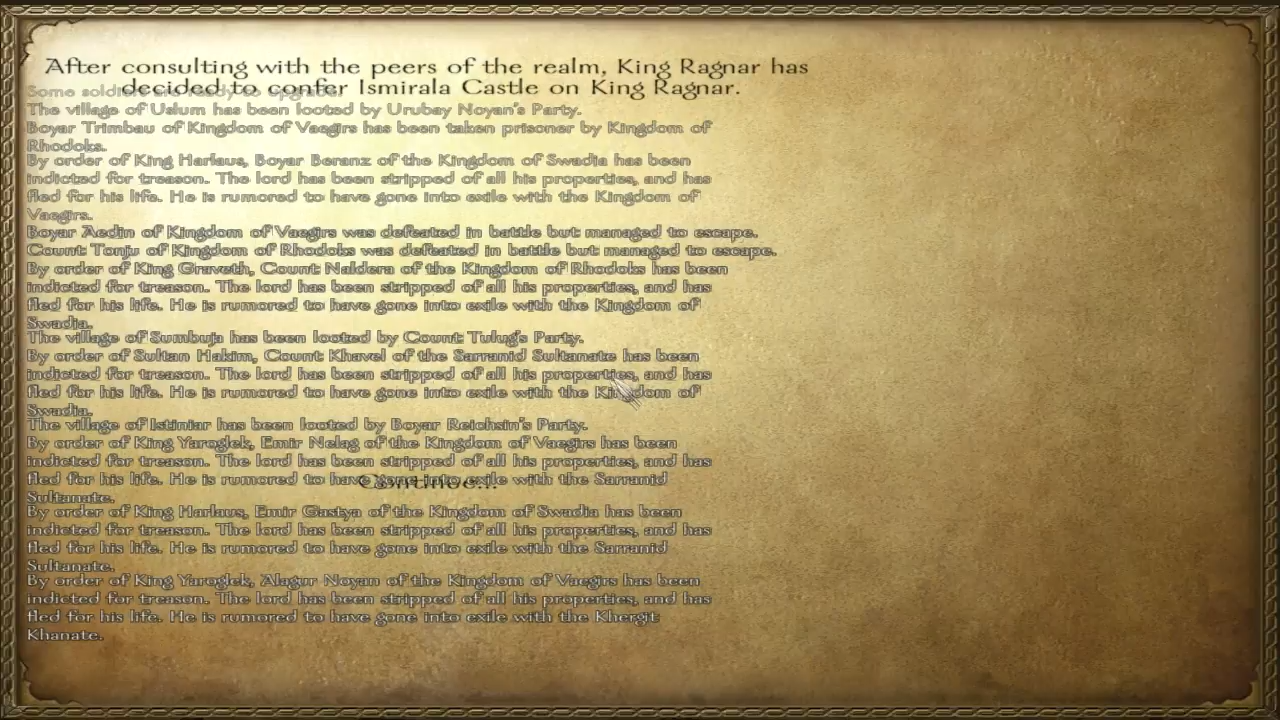 After consulting with the peers of the realm, King Ragnar has
decided to confer Ismirala Castle on King Ragnar.
Some soldiers are ready to upgrade.
The village of Uslum has been looted by Urubay Noyan's Party.
Boyar Trimbau of Kingdom of Vaegirs has been taken prisoner by Kingdom of
Rhodoks.
By order of King Harlaus, Boyar Beranz of the Kingdom of Swadia has been
indicted for treason. The lord has been stripped of all his properties, and has
fled for his life. He is rumored to have gone into exile with the Kingdom of
Vaegirs.
Boyar Aedin of Kingdom of Vaegirs was defeated in battle but managed to escape.
Count Tonju of Kingdom of Rhodoks was defeated in battle but managed to escape.
By order of King Graveth, Count Naldera of the Kingdom of Rhodoks has been
indicted for treason. The lord has been stripped of all his properties, and has
fled for his life. He is rumored to have gone into exile with the Kingdom of
Swadia.
The village of Sumbuja has been looted by Count Tulug's Party.
By order of Sultan Hakim, Count Khavel of the Sarranid Sultanate has been
indicted for treason. The lord has been stripped of all his properties, and has
fled for his life. He is rumored to have gone into exile with the Kingdom of
Swadia.
The village of Istiniar has been looted by Boyar Reichsin's Party.
By order of King Yaroglek, Emir Nelag of the Kingdom of Vaegirs has been
indicted for treason. The lord has been stripped of all his properties, and has
fled for his life. He is rumored to have gone into exile with the Sarranid
Continue...
Sultanate.
By order of King Harlaus, Emir Gastya of the Kingdom of Swadia has been
indicted for treason. The lord has been stripped of all his properties, and has
fled for his life. He is rumored to have gone into exile with the Sarranid
Sultanate.
By order of King Yaroglek, Alagur Noyan of the Kingdom of Vaegirs has been
indicted for treason. The lord has been stripped of all his properties, and has
fled for his life. He is rumored to have gone into exile with the Khergit
Khanate.